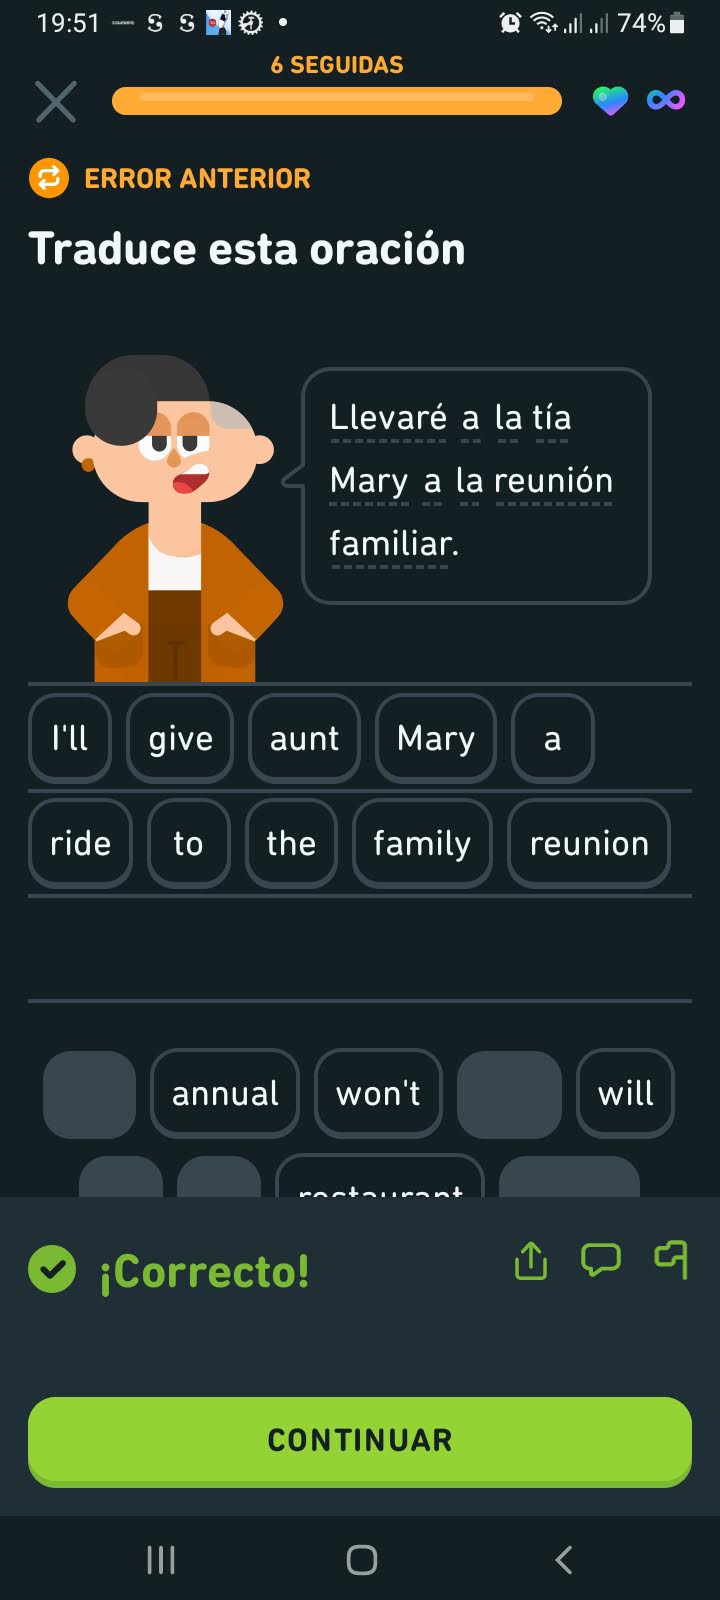 19:51 74%
6 SEGUIDAS
ERROR ANTERIOR
Traduce esta oración
Llevaré a la tía
Mary a la reunión
familiar.
I'll give aunt Mary a
ride to the family reunion
annual won't will
restaurant
¡Correcto!
CONTINUAR